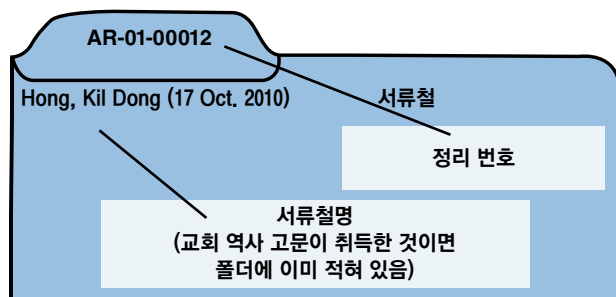 AR-01-00012
Hong, Kil Dong (17 Oct. 2010)
서류철
정리 번호
서류철명
(교회 역사 고문이 취득한 것이면
폴더에 이미 적혀 있음)